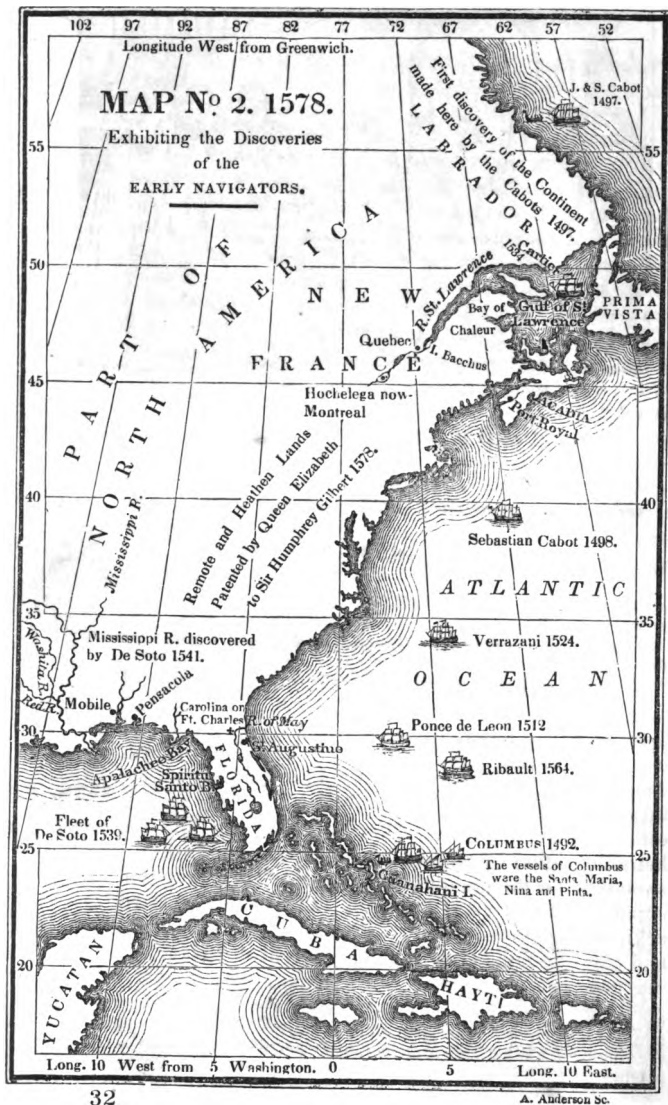 102 97 92 87 82 77 72 67 62 57 52
Longitude West from Greenwich.
MAP No. 2. 1578.
Exhibiting the Discoveries
of the
EARLY NAVIGATORS.
First discovery of the Continent
made here by the Cabots 1497.
LABRADOR
J. & S. Cabot
1497.
55
55
PART OF
NORTH AMERICA
50
50
Cartier
1534
R. St. Lawrence
NEW
FRANCE
Bay of
Chaleur
Gulf of St.
Lawrence
PRIMA
VISTA
Quebec
I. Bacchus
45
45
Hochelega now
Montreal
ACADIA
Port Royal
Remote and Heathen Lands
Patented by Queen Elizabeth
to Sir Humphrey Gilbert 1578.
40
40
Mississippi R.
Sebastian Cabot 1498.
ATLANTIC
OCEAN
35
35
Washita R.
Red R.
Mississippi R. discovered
by De Soto 1541.
Verrazani 1524.
Mobile
Pensacola
Carolina on
Ft. Charles
R. of May
30
30
S. Augustino
Ponce de Leon 1512
Apalachee Bay
Ribault 1564.
Spiritu
Santo B.
FLORIDA
Fleet of
De Soto 1539.
25
25
COLUMBUS 1492.
The vessels of Columbus
were the Santa Maria,
Nina and Pinta.
Guanahani I.
CUBA
20
20
YUCATAN
HAYTI
Long. 10 West from 5 Washington. 0 5 Long. 10 East.
32
A. Anderson Sc.